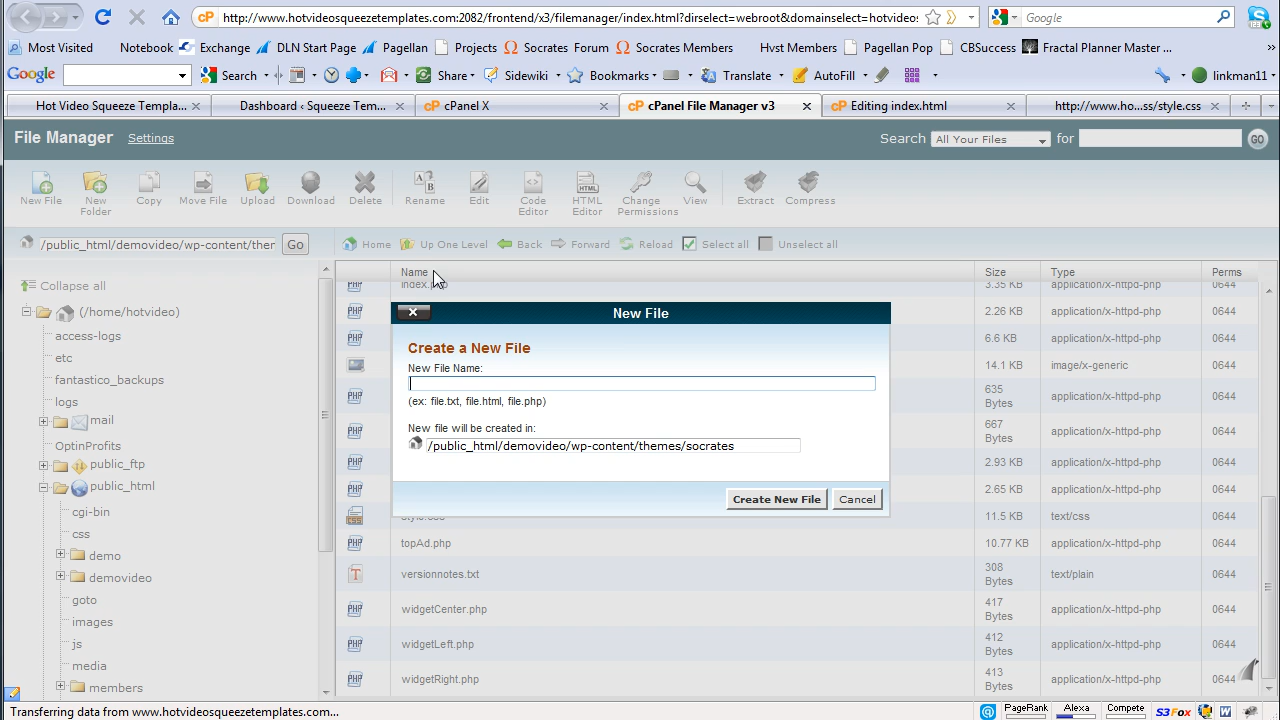 http://www.hotvideosqueezetemplates.com:2082/frontend/x3/filemanager/index.html?dirselect=webroot&domainselect=hotvideos
Google
Most Visited Notebook Exchange DLN StartPage Pagellan Projects Socrates Forum Socrates Members Hvst Members Pagellan Pop CBSuccess Fractal Planner Master ... »
Google Search Share Sidewiki Bookmarks Translate AutoFill linkman11
Hot Video Squeeze Templa... Dashboard ‹ Squeeze Tem... cPanel X cPanel File Manager v3 Editing index.html http://www.ho...ss/style.css
File Manager Settings Search All Your Files for GO
New File New Folder Copy Move File Upload Download Delete Rename Edit Code Editor HTML Editor Change Permissions View Extract Compress
/public_html/demovideo/wp-content/ther Go Home Up One Level Back Forward Reload Select all Unselect all
Collapse all
(/home/hotvideo)
access-logs
etc
fantastico_backups
logs
mail
OptinProfits
public_ftp
public_html
cgi-bin
css
demo
demovideo
goto
images
js
media
members
Name Size Type Perms
index.php 3.35 KB application/x-httpd-php 0644
2.26 KB application/x-httpd-php 0644
6.6 KB application/x-httpd-php 0644
14.1 KB image/x-generic 0644
635 Bytes application/x-httpd-php 0644
667 Bytes application/x-httpd-php 0644
2.93 KB application/x-httpd-php 0644
2.65 KB application/x-httpd-php 0644
style.css 11.5 KB text/css 0644
topAd.php 10.77 KB application/x-httpd-php 0644
versionnotes.txt 308 Bytes text/plain 0644
widgetCenter.php 417 Bytes application/x-httpd-php 0644
widgetLeft.php 412 Bytes application/x-httpd-php 0644
widgetRight.php 413 Bytes application/x-httpd-php 0644
New File
Create a New File
New File Name:
(ex: file.txt, file.html, file.php)
New file will be created in:
/public_html/demovideo/wp-content/themes/socrates
Create New File Cancel
Transferring data from www.hotvideosqueezetemplates.com... PageRank Alexa Compete S3Fox